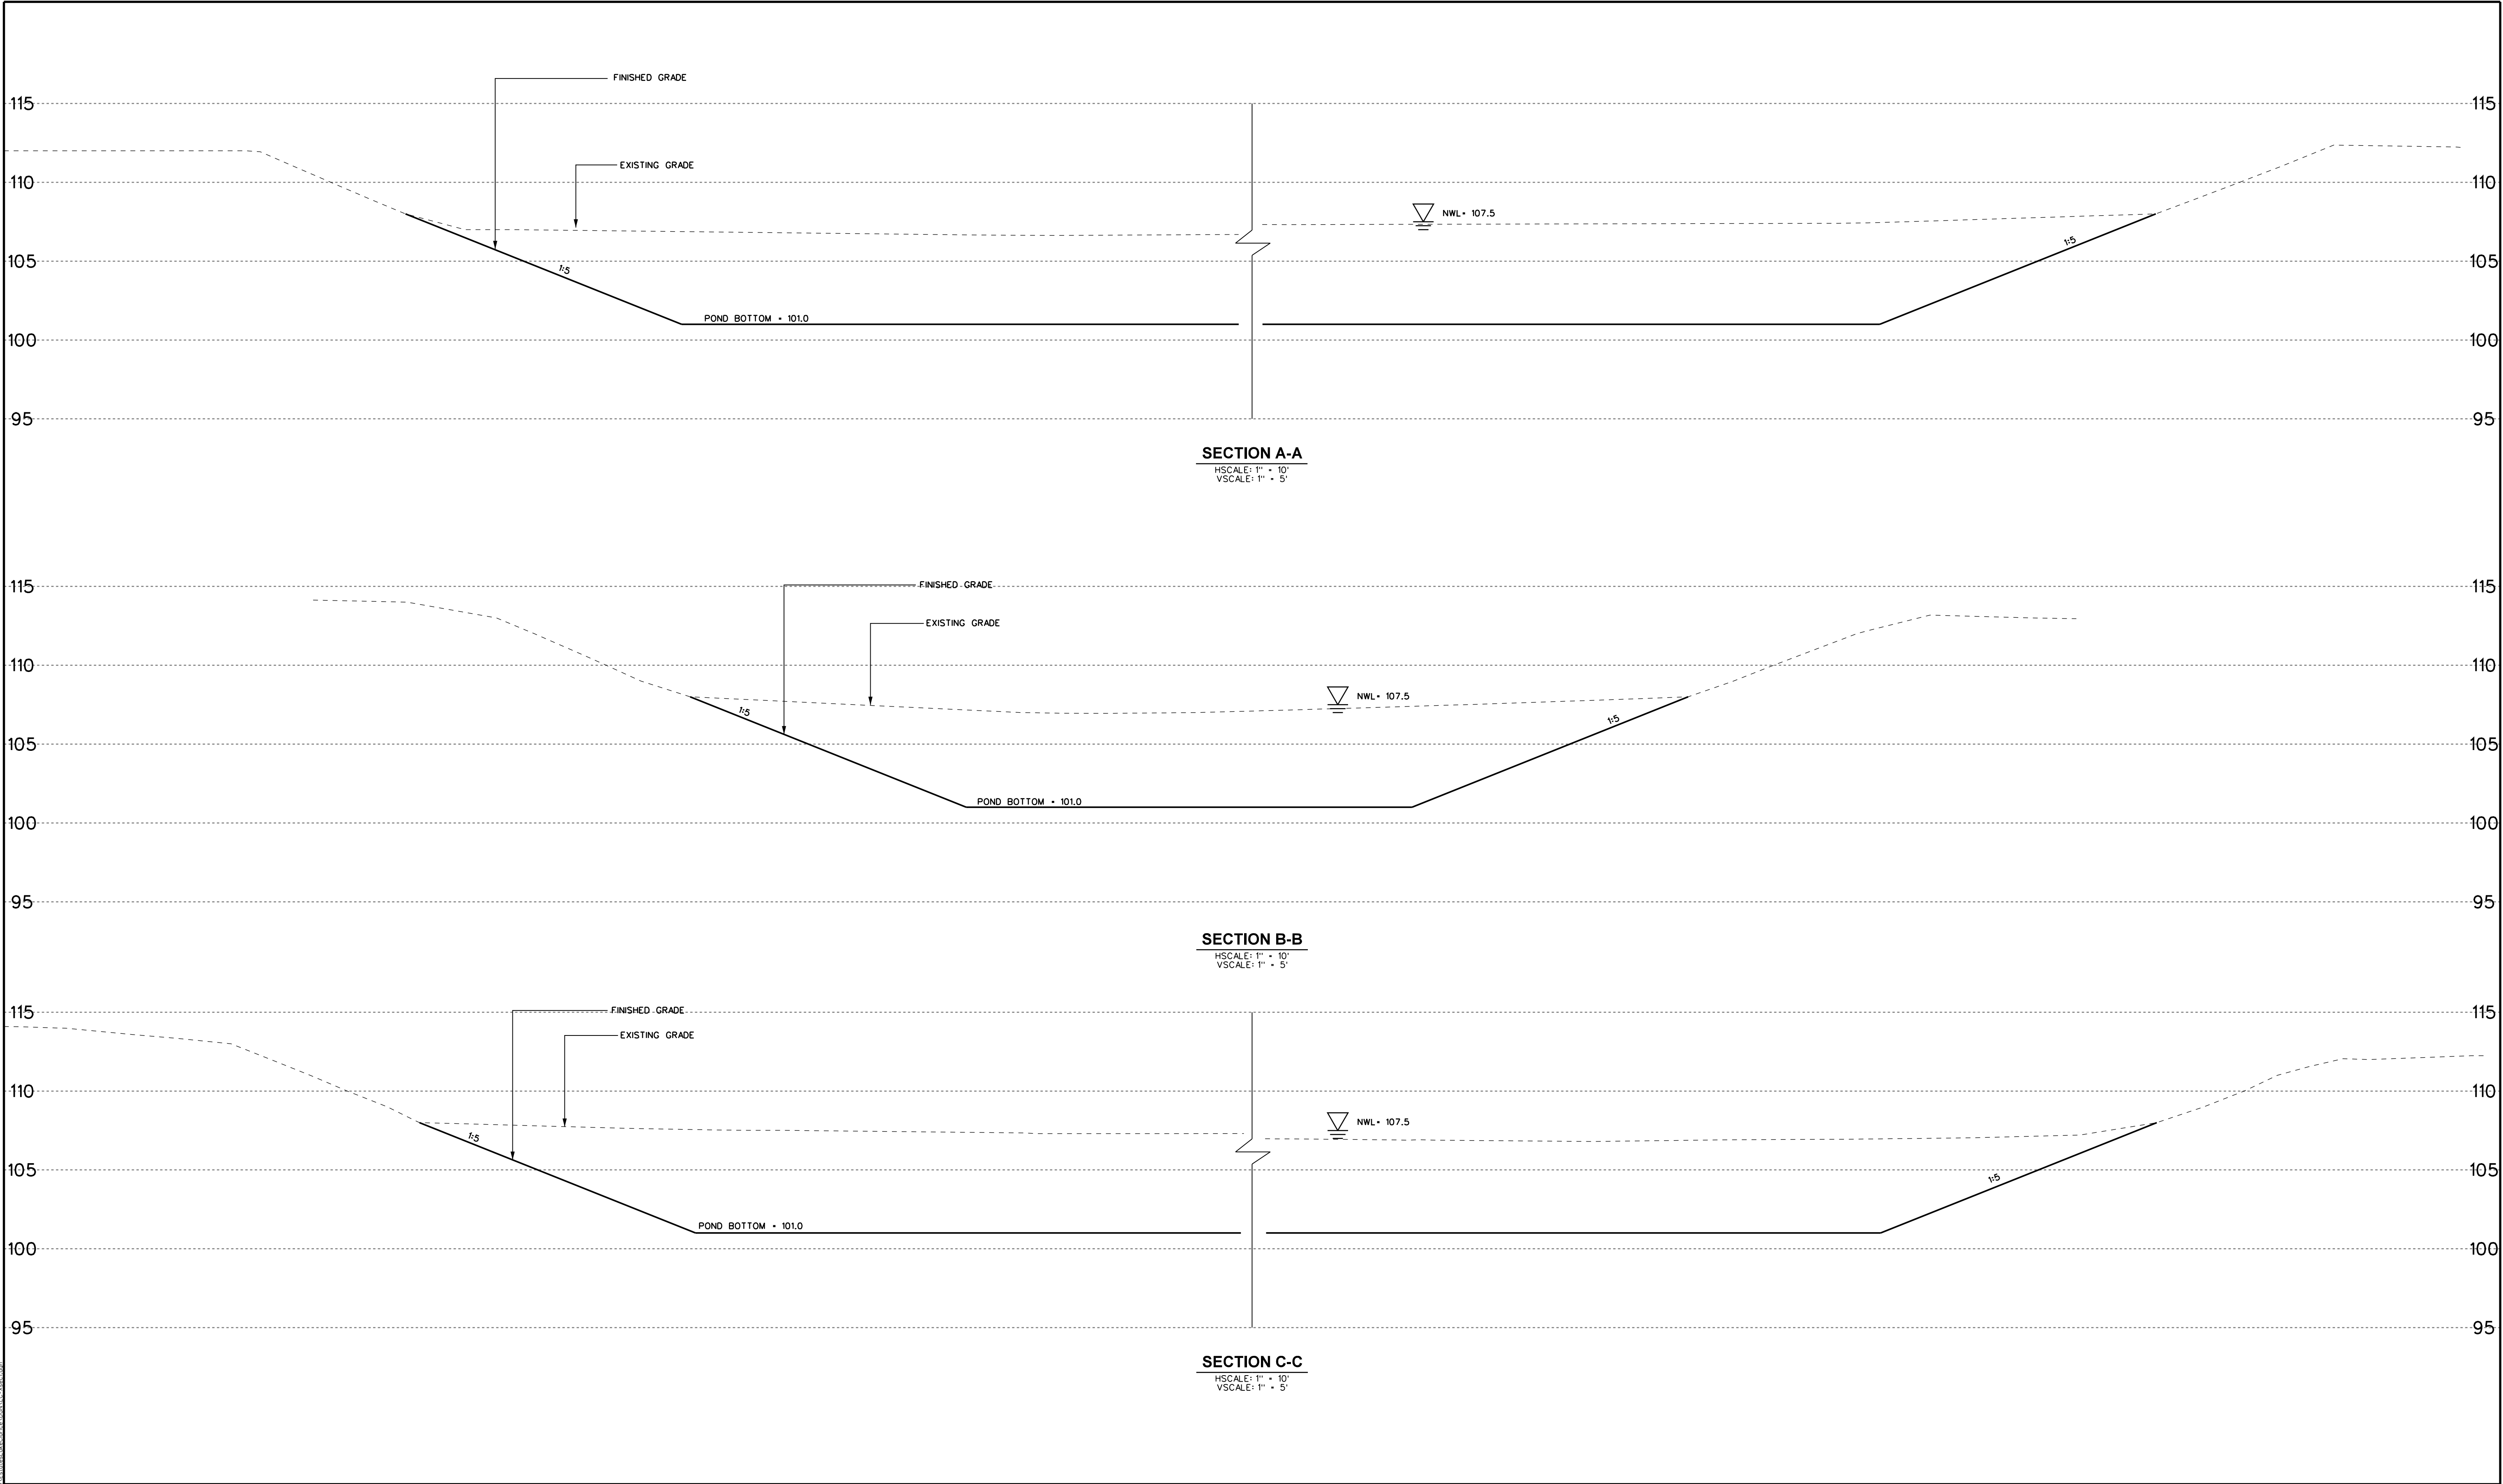 FINISHED GRADE
115 115
EXISTING GRADE
110 110
NWL= 107.5
105 1:5 1:5 105
POND BOTTOM = 101.0
100 100
95 95
SECTION A-A
HSCALE: 1" = 10'
VSCALE: 1" = 5'
115 FINISHED GRADE 115
EXISTING GRADE
110 110
NWL= 107.5
1:5 1:5
105 105
POND BOTTOM = 101.0
100 100
95 95
SECTION B-B
HSCALE: 1" = 10'
VSCALE: 1" = 5'
115 FINISHED GRADE 115
EXISTING GRADE
110 110
NWL= 107.5
1:5
105 1:5 105
POND BOTTOM = 101.0
100 100
95 95
SECTION C-C
HSCALE: 1" = 10'
VSCALE: 1" = 5'